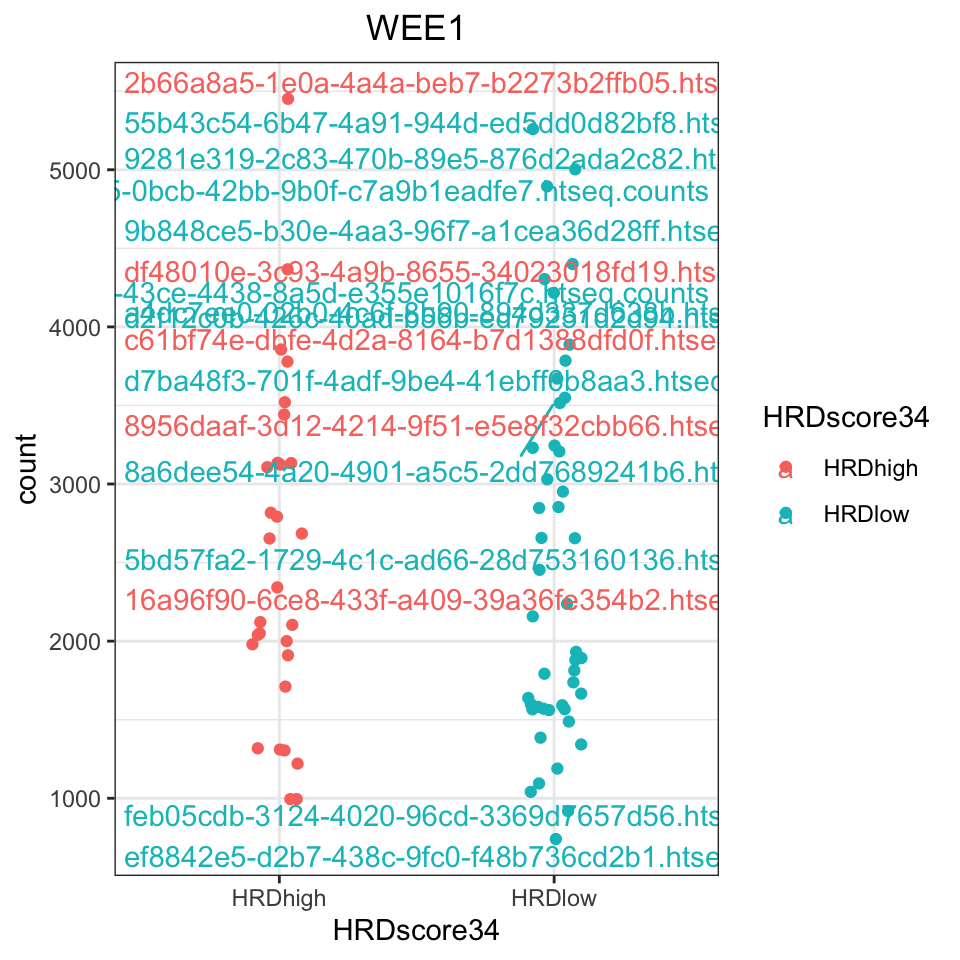 WEE1
2b66a8a5-1e0a-4a4a-beb7-b2273b2ffb05.hts
55b43c54-6b47-4a91-944d-ed5dd0d82bf8.hts
9281e319-2c83-470b-89e5-876d2ada2c82.ht
5000
5-0bcb-42bb-9b0f-c7a9b1eadfe7.htseq.counts
9b848ce5-b30e-4aa3-96f7-a1cea36d28ff.htse
df48010e-3c93-4a9b-8655-34023018fd19.hts
-43ce-4438-8a5d-e355e1016f7c.htseq.counts
4000
c61bf74e-dbfe-4d2a-8164-b7d1388dfd0f.htse
d7ba48f3-701f-4adf-9be4-41ebff6b8aa3.htsec
8956daaf-3d12-4214-9f51-e5e8f32cbb66.htse
8a6dee54-4a20-4901-a5c5-2dd7689241b6.ht
3000
5bd57fa2-1729-4c1c-ad66-28d753160136.hts
16a96f90-6ce8-433f-a409-39a36fe354b2.htse
2000
1000
feb05cdb-3124-4020-96cd-3369d7657d56.hts
ef8842e5-d2b7-438c-9fc0-f48b736cd2b1.htse
count
HRDhigh HRDlow
HRDscore34
HRDscore34
a HRDhigh
a HRDlow